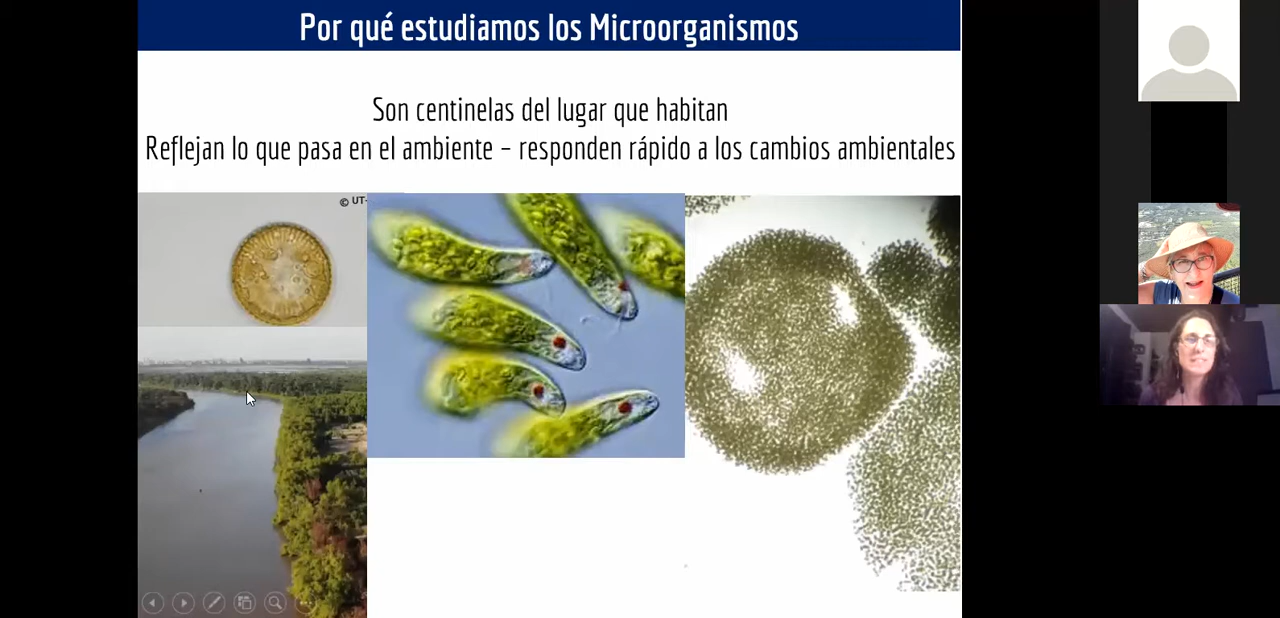 Por qué estudiamos los Microorganismos
Son centinelas del lugar que habitan
Reflejan lo que pasa en el ambiente – responden rápido a los cambios ambientales
© UT-